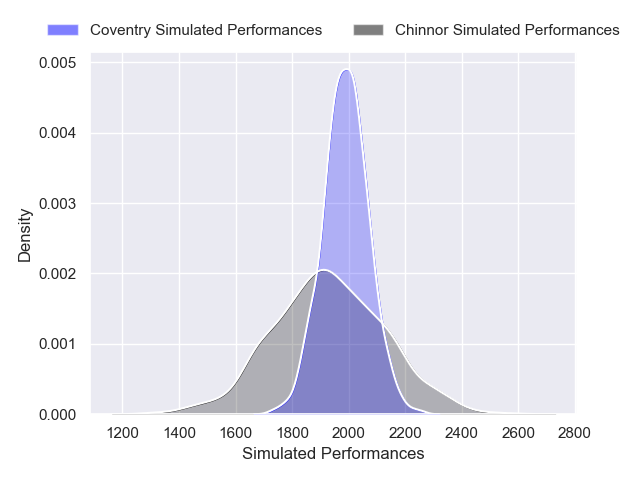 Coventry Simulated Performances Chinnor Simulated Performances
0.005
0.004
0.003
0.002
0.001
0.000
Density
1200 1400 1600 1800 2000 2200 2400 2600 2800
Simulated Performances